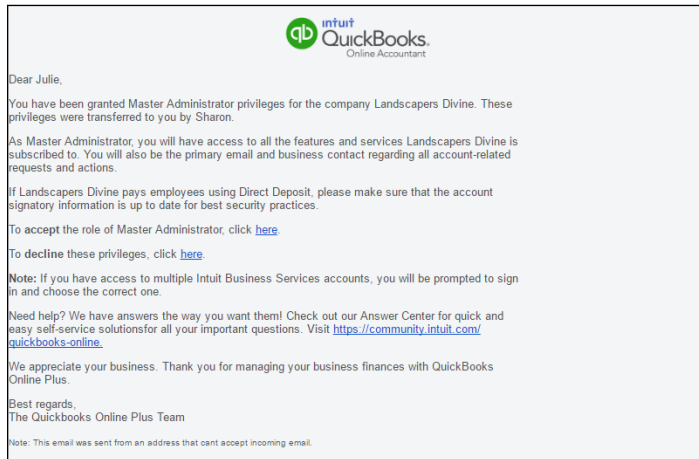 qb
ıntuıt
QuickBooks.
Online Accountant
Dear Julie,
You have been granted Master Administrator privileges for the company Landscapers Divine. These
privileges were transferred to you by Sharon.
As Master Administrator, you will have access to all the features and services Landscapers Divine is
subscribed to. You will also be the primary email and business contact regarding all account-related
requests and actions.
If Landscapers Divine pays employees using Direct Deposit, please make sure that the account
signatory information is up to date for best security practices.
To accept the role of Master Administrator, click here.
To decline these privileges, click here.
Note: If you have access to multiple Intuit Business Services accounts, you will be prompted to sign
in and choose the correct one.
Need help? We have answers the way you want them! Check out our Answer Center for quick and
easy self-service solutionsfor all your important questions. Visit https://community.intuit.com/
quickbooks-online.
We appreciate your business. Thank you for managing your business finances with QuickBooks
Online Plus.
Best regards,
The Quickbooks Online Plus Team
Note: This email was sent from an address that cant accept incoming email.